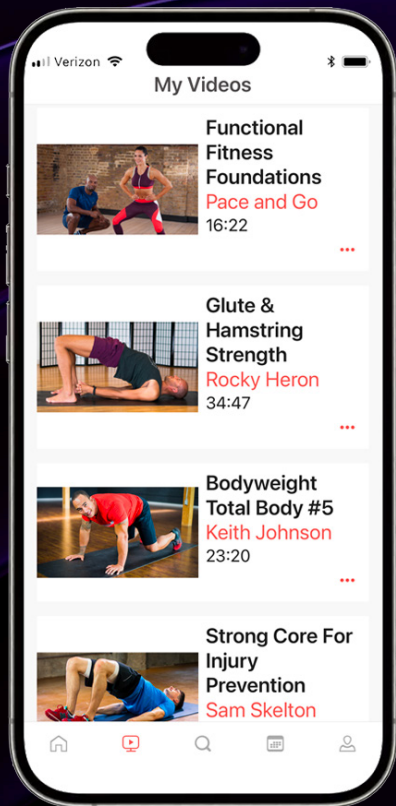 Verizon
My Videos
Functional
Fitness
Foundations
Pace and Go
16:22
Glute &
Hamstring
Strength
Rocky Heron
34:47
Bodyweight
Total Body #5
Keith Johnson
23:20
Strong Core For
Injury
Prevention
Sam Skelton